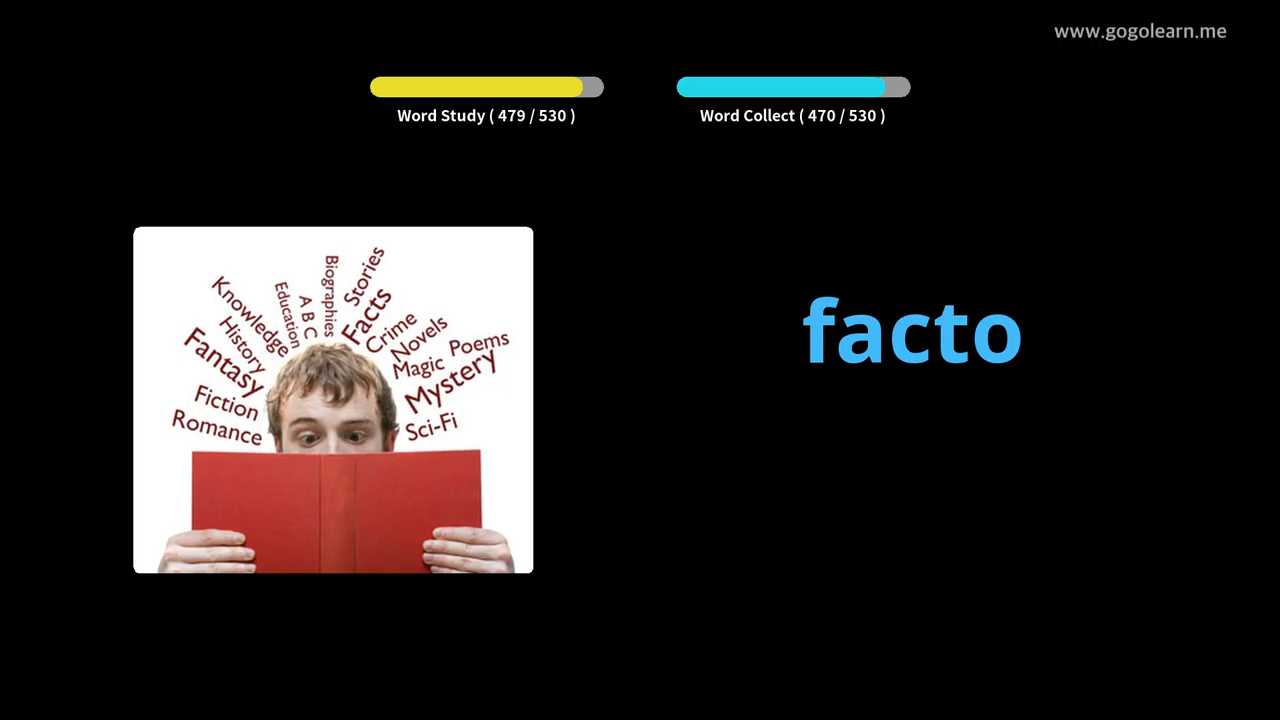 www.gogolearn.me
Word Study ( 479 / 530 )
Word Collect ( 470 / 530 )
facto
Romance
Fiction
Fantasy
History
Knowledge
Education
A B C
Biographies
Stories
Facts
Crime
Novels
Magic
Poems
Mystery
Sci-Fi